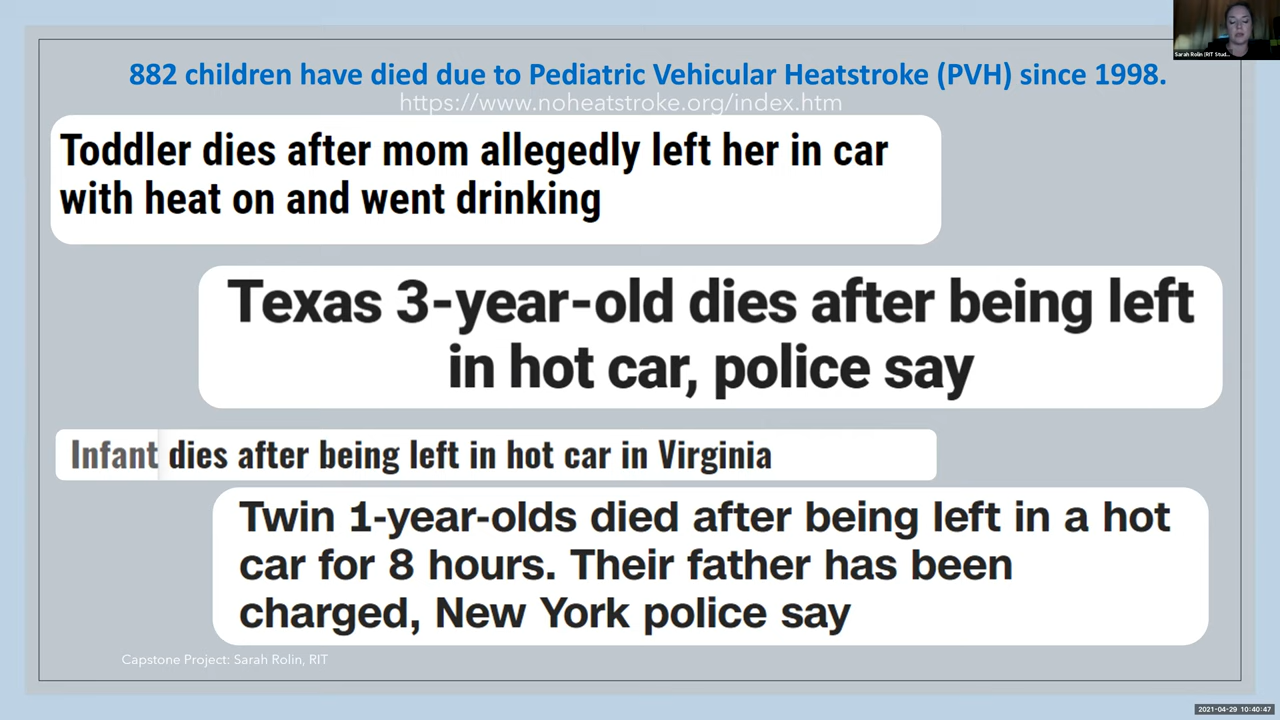 Sarah Rolin (RIT Stud...
882 children have died due to Pediatric Vehicular Heatstroke (PVH) since 1998.
https://www.noheatstroke.org/index.htm
Toddler dies after mom allegedly left her in car
with heat on and went drinking
Texas 3-year-old dies after being left
in hot car, police say
Infant dies after being left in hot car in Virginia
Twin 1-year-olds died after being left in a hot
car for 8 hours. Their father has been
charged, New York police say
Capstone Project: Sarah Rolin, RIT
2021-04-29 10:40:47